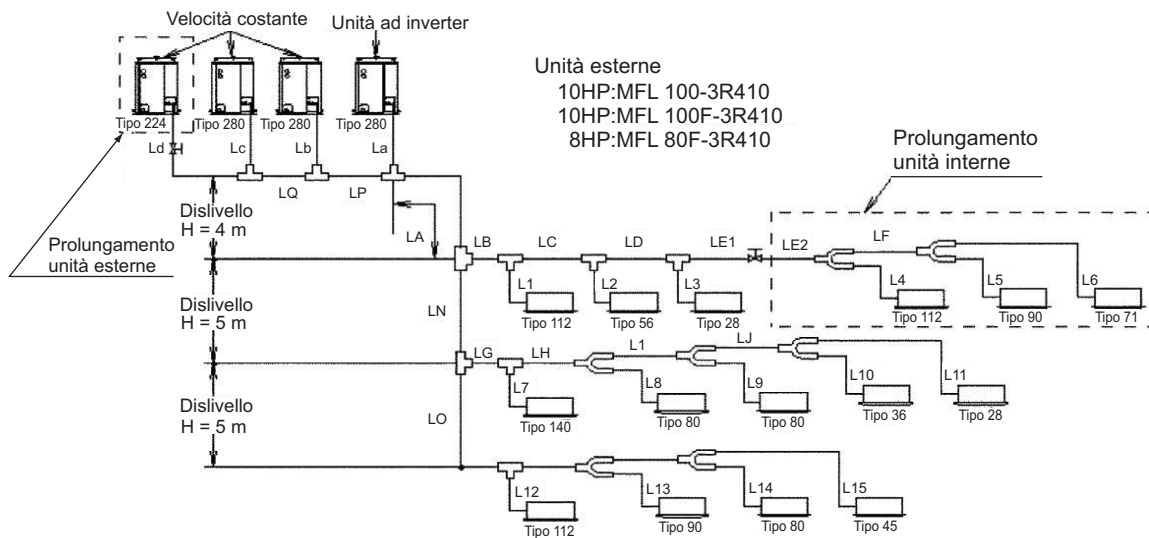 Velocità costante
Unità ad inverter
Unità esterne
10HP:MFL 100-3R410
10HP:MFL 100F-3R410
8HP:MFL 80F-3R410
Tipo 224
Tipo 280
Tipo 280
Tipo 280
Ld
Lc
Lb
La
LQ
LP
Prolungamento
unità interne
Dislivello
H = 4 m
Prolungamento
unità esterne
LA
LB
LC
LD
LE1
LE2
LF
L1
L2
L3
L4
L5
L6
Tipo 112
Tipo 56
Tipo 28
Tipo 112
Tipo 90
Tipo 71
Dislivello
H = 5 m
LN
LG
LH
L1
LJ
L7
L8
L9
L10
L11
Tipo 140
Tipo 80
Tipo 80
Tipo 36
Tipo 28
Dislivello
H = 5 m
LO
L12
L13
L14
L15
Tipo 112
Tipo 90
Tipo 80
Tipo 45